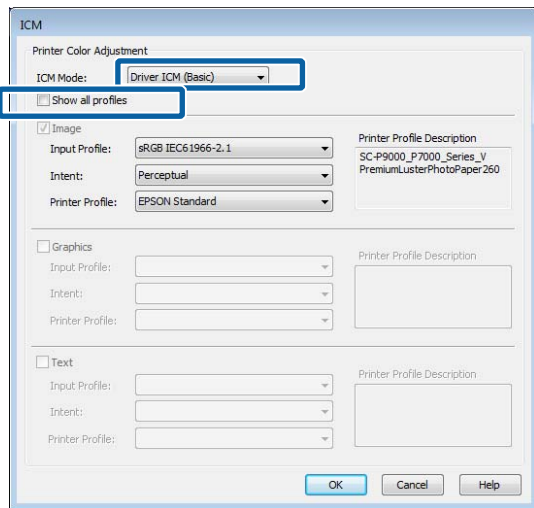 ICM
Printer Color Adjustment
ICM Mode: Driver ICM (Basic)
Show all profiles
Image
Input Profile: sRGB IEC61966-2.1
Intent: Perceptual
Printer Profile: EPSON Standard
Printer Profile Description
SC-P9000_P7000_Series_V
PremiumLusterPhotoPaper260
Graphics
Input Profile:
Intent:
Printer Profile:
Printer Profile Description
Text
Input Profile:
Intent:
Printer Profile:
Printer Profile Description
OK Cancel Help